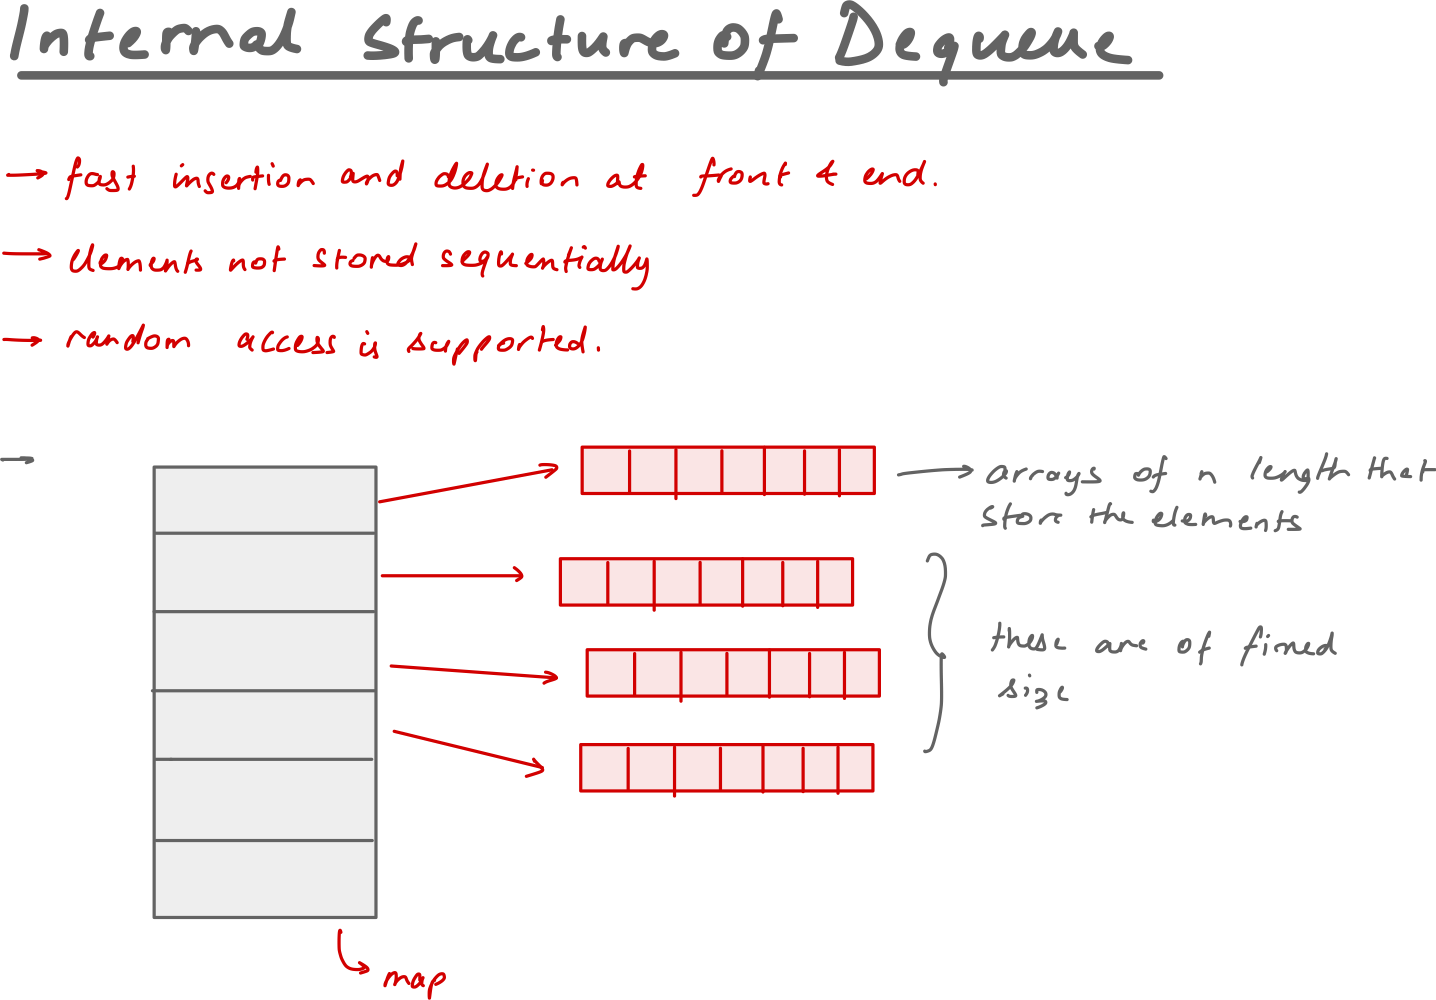 Internal structure of Dequeue
→ fast insertion and deletion at front & end.
→ elements not stored sequentially
→ random access is supported.
→ arrays of n length that
store the elements
these are of fixed
size
map